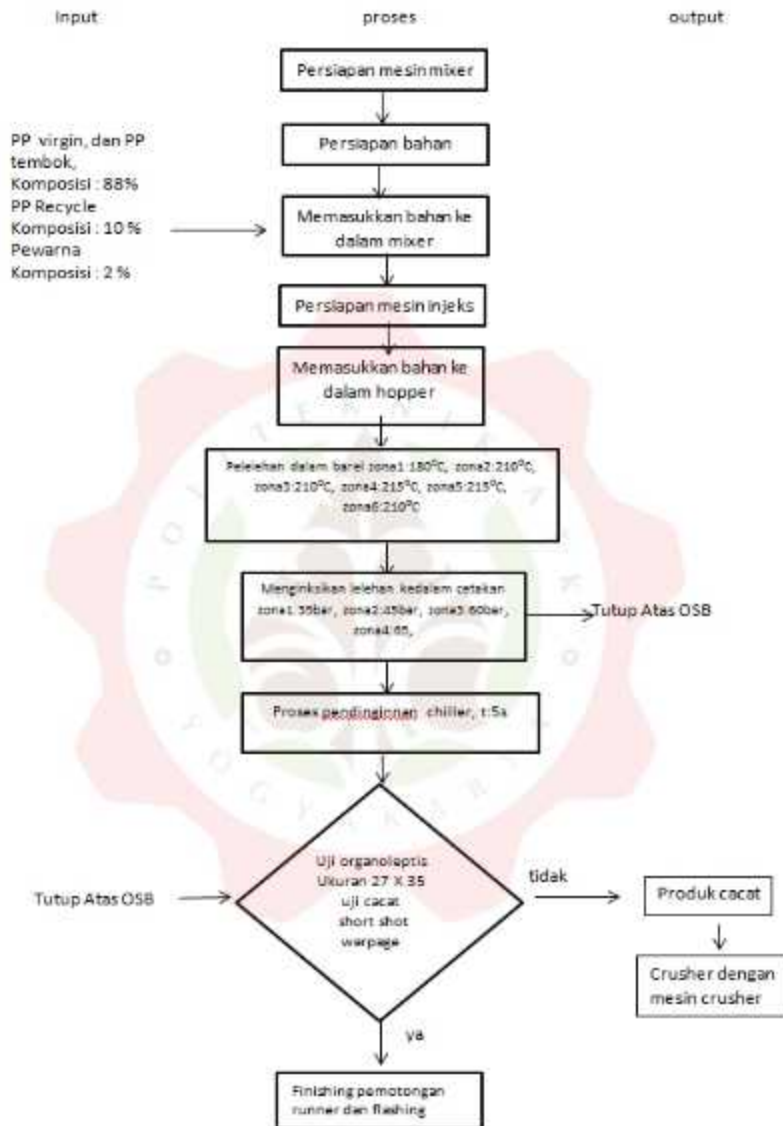 Input
proses
output
Persiapan mesin mixer
Persiapan bahan
PP virgin, dan PP
tembok,
Komposisi : 88%
PP Recycle
Komposisi : 10 %
Pewarna
Komposisi : 2 %
Memasukkan bahan ke
dalam mixer
Persiapan mesin injeks
Memasukkan bahan ke
dalam hopper
Pelelehan dalam barel zona1:180°C, zona2:210°C,
zona3:210°C, zona4:215°C, zona5:215°C,
zona6:210°C
Menginksikan lelehan kedalam cetakan
zona1:35bar, zona2:45bar, zona3:60bar,
zona4:65,
Tutup Atas OSB
Proses pendinginnan chiller, t:5s
Tutup Atas OSB
Uji organoleptis
Ukuran 27 X 35
uji cacat
short shot
warpage
tidak
Produk cacat
Crusher dengan
mesin crusher
ya
Finishing pemotongan
runner dan flashing
YOGYAKARTA